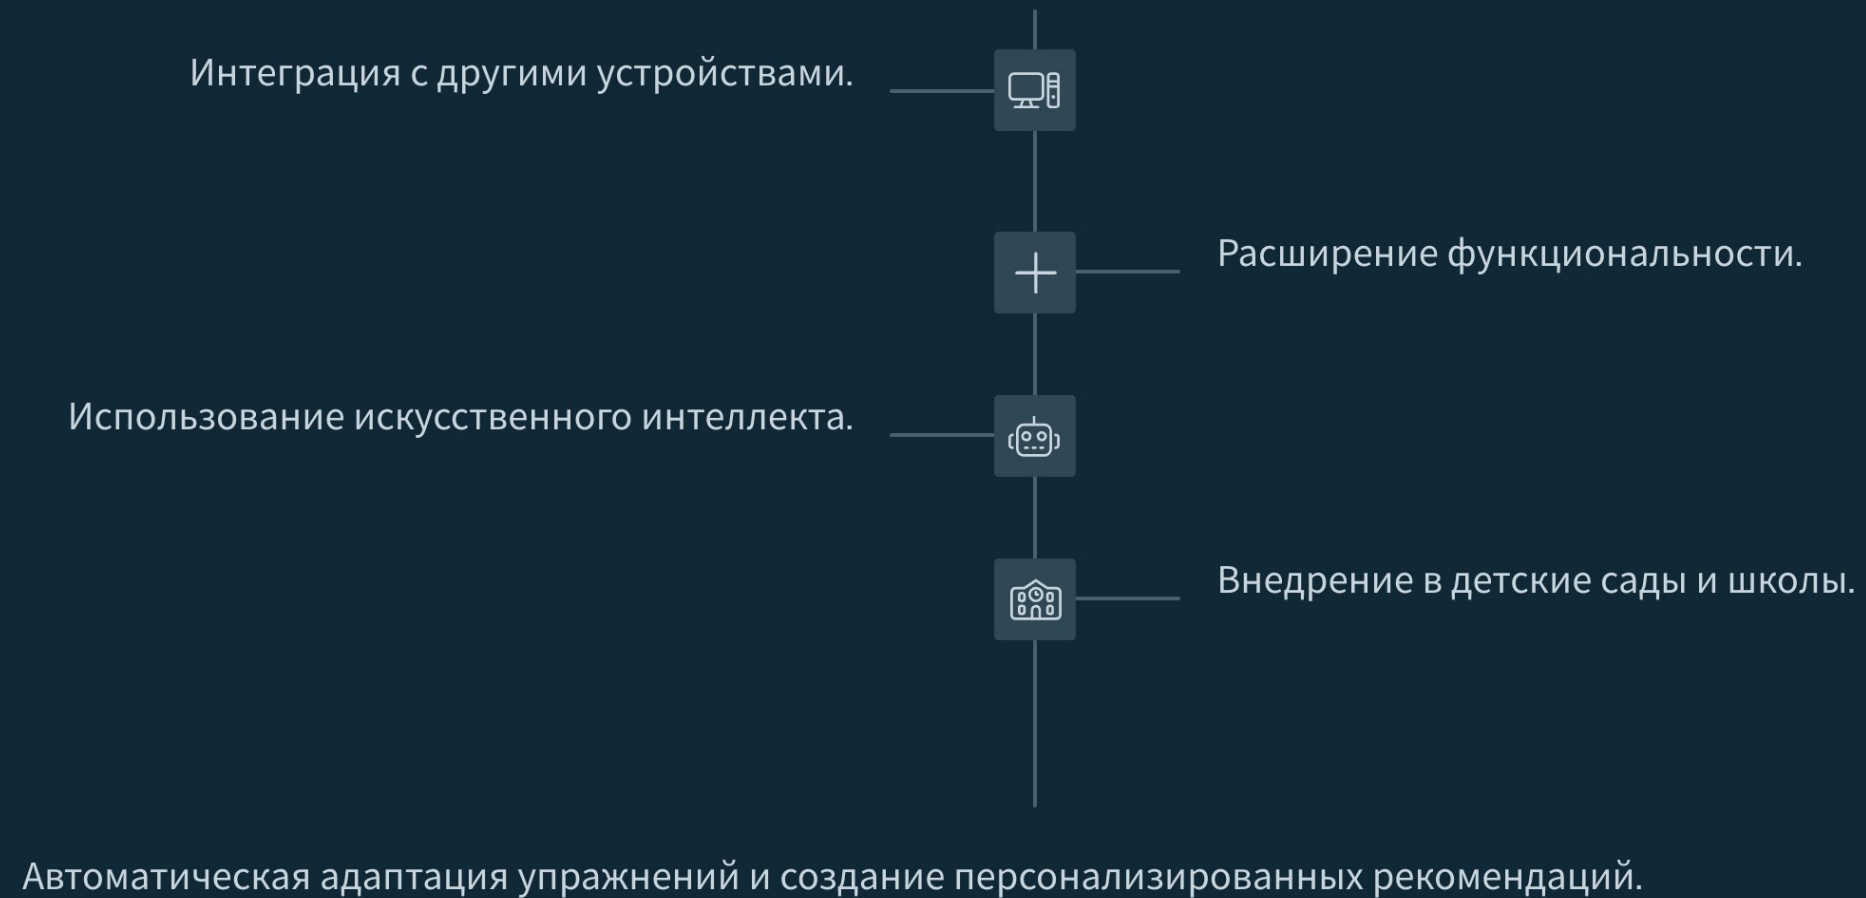 Интеграция с другими устройствами.
Расширение функциональности.
Использование искусственного интеллекта.
Внедрение в детские сады и школы.
Автоматическая адаптация упражнений и создание персонализированных рекомендаций.